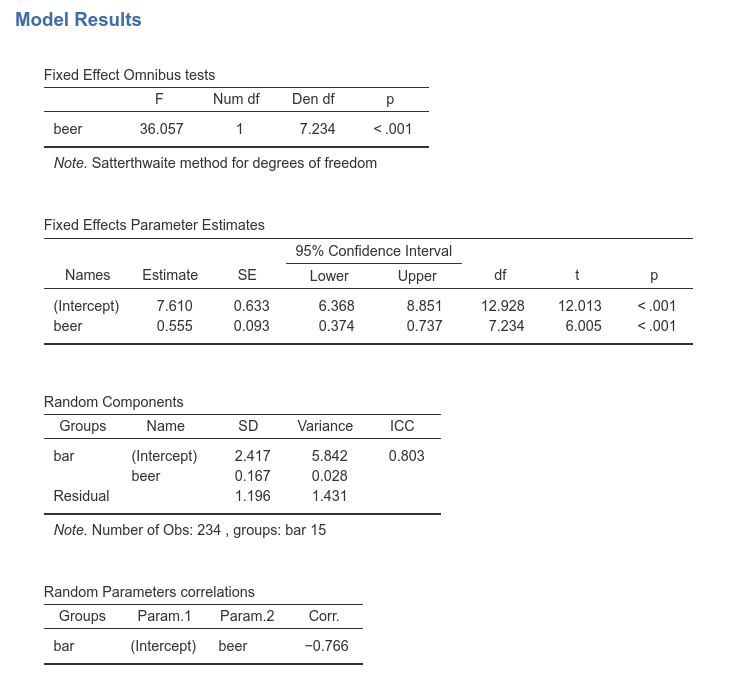 Model Results
Fixed Effect Omnibus tests
F Num df Den df p
beer 36.057 1 7.234 < .001
Note. Satterthwaite method for degrees of freedom
Fixed Effects Parameter Estimates
95% Confidence Interval
Names Estimate SE Lower Upper df t p
(Intercept) 7.610 0.633 6.368 8.851 12.928 12.013 < .001
beer 0.555 0.093 0.374 0.737 7.234 6.005 < .001
Random Components
Groups Name SD Variance ICC
bar (Intercept) 2.417 5.842 0.803
beer 0.167 0.028
Residual 1.196 1.431
Note. Number of Obs: 234 , groups: bar 15
Random Parameters correlations
Groups Param.1 Param.2 Corr.
bar (Intercept) beer −0.766